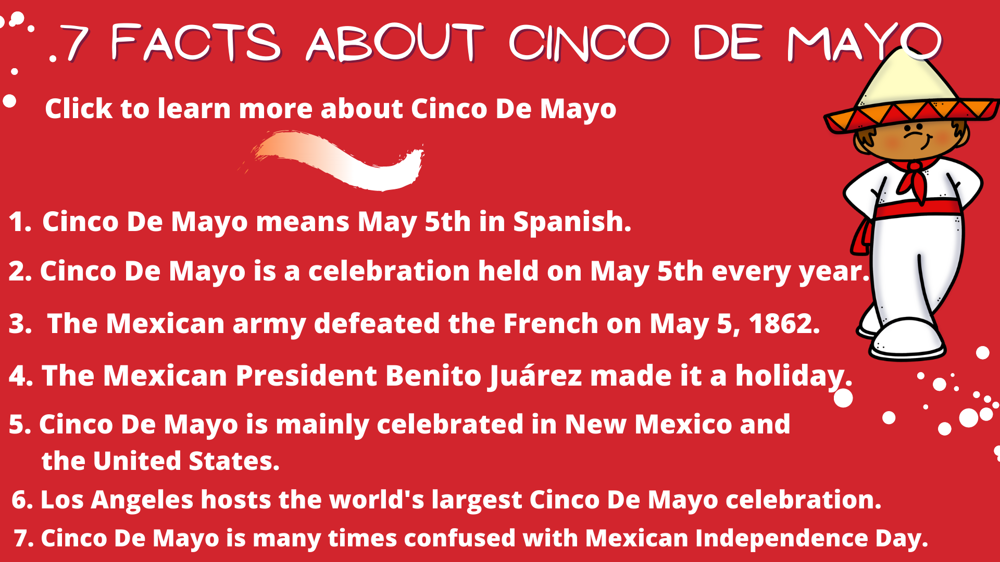 .7 FACTS ABOUT CINCO DE MAYO
Click to learn more about Cinco De Mayo
1. Cinco De Mayo means May 5th in Spanish.
2. Cinco De Mayo is a celebration held on May 5th every year.
3. The Mexican army defeated the French on May 5, 1862.
4. The Mexican President Benito Juárez made it a holiday.
5. Cinco De Mayo is mainly celebrated in New Mexico and
the United States.
6. Los Angeles hosts the world's largest Cinco De Mayo celebration.
7. Cinco De Mayo is many times confused with Mexican Independence Day.